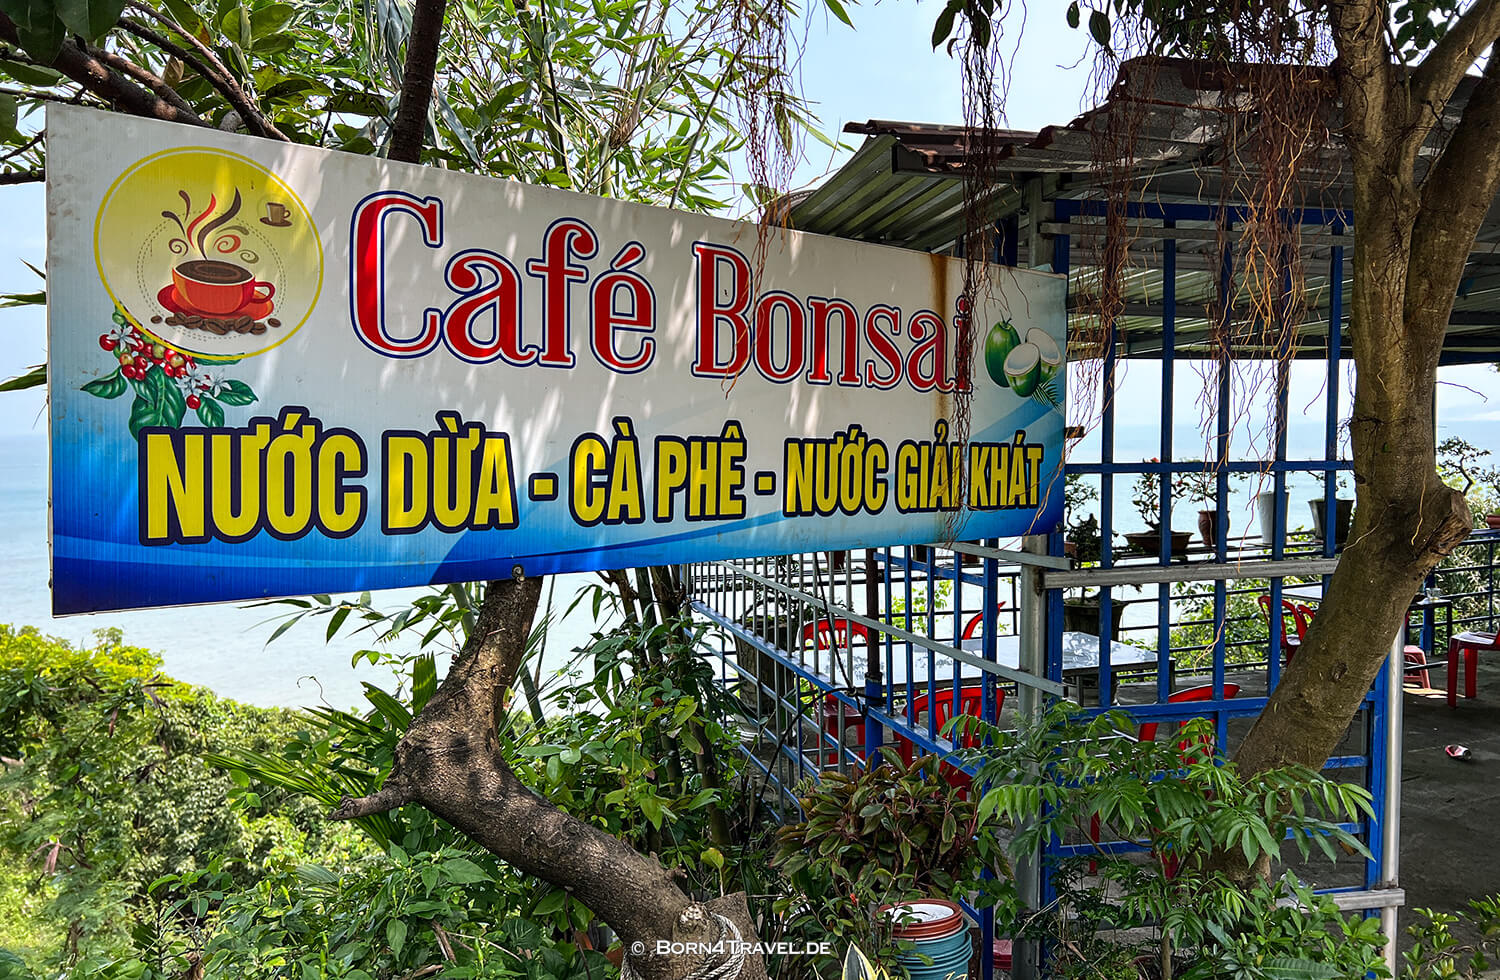 Café Bonsai
NƯỚC DỪA - CÀ PHÊ - NƯỚC GIẢI KHÁT
© BORN4TRAVEL.DE